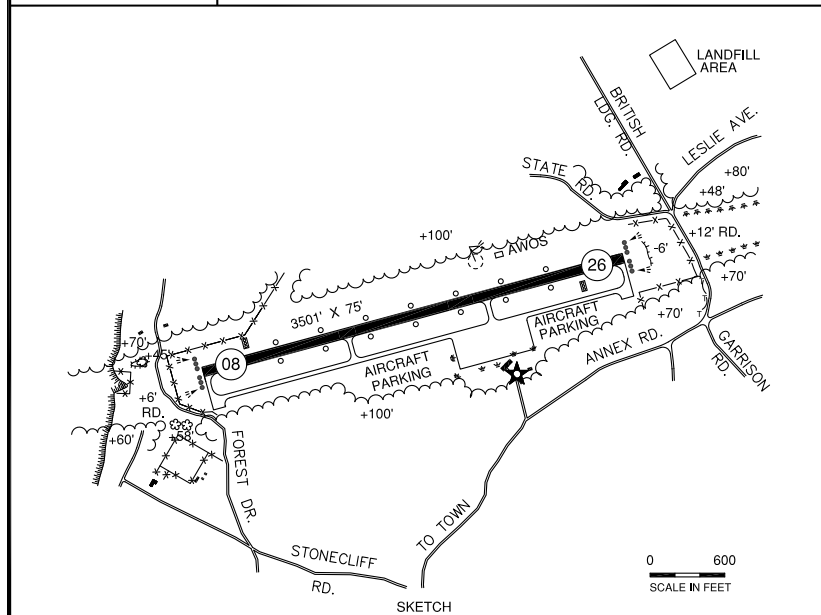 LANDFILL
AREA
BRITISH
LDG. RD.
LESLIE AVE.
STATE RD.
+80'
+48'
+100'
+12' RD.
AWOS
-6'
26
+70'
3501' X 75'
+70'
+45'
08
AIRCRAFT
PARKING
+70'
AIRCRAFT
PARKING
ANNEX RD.
GARRISON
RD.
+6'
RD.
+100'
+60'
+58'
FOREST DR.
TO TOWN
STONECLIFF
RD.
0 600
SCALE IN FEET
SKETCH